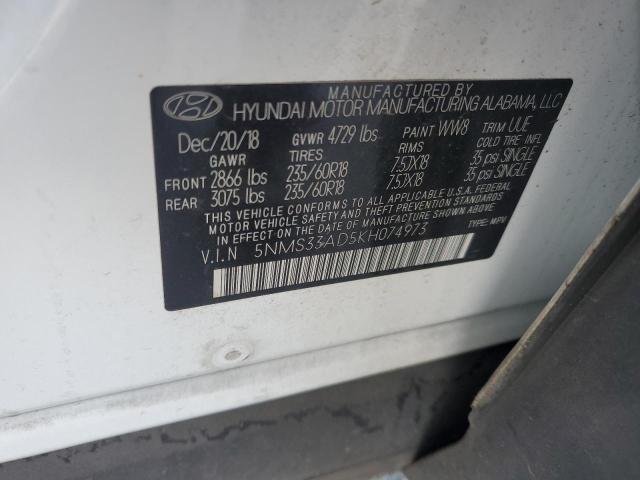 MANUFACTURED BY
HYUNDAI MOTOR MANUFACTURING ALABAMA, LLC
Dec/20/18 GVWR 4729 lbs PAINT WW8 TRIM UUE
GAWR TIRES RIMS COLD TIRE INFL
FRONT 2866 lbs 235/60R18 7.5JX18 35 psi SINGLE
REAR 3075 lbs 235/60R18 7.5JX18 35 psi SINGLE
THIS VEHICLE CONFORMS TO ALL APPLICABLE U.S.A. FEDERAL
MOTOR VEHICLE SAFETY AND THEFT PREVENTION STANDARDS
IN EFFECT ON THE DATE OF MANUFACTURE SHOWN ABOVE.
V.I.N 5NMS33AD5KH074973 TYPE: MPV